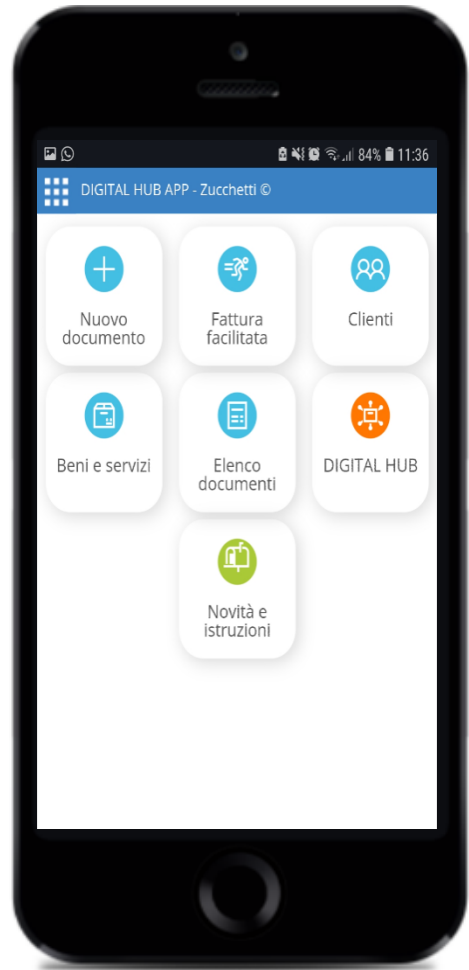 84% 11:36
DIGITAL HUB APP - Zucchetti ©
Nuovo
documento
Fattura
facilitata
Clienti
Beni e servizi
Elenco
documenti
DIGITAL HUB
Novità e
istruzioni